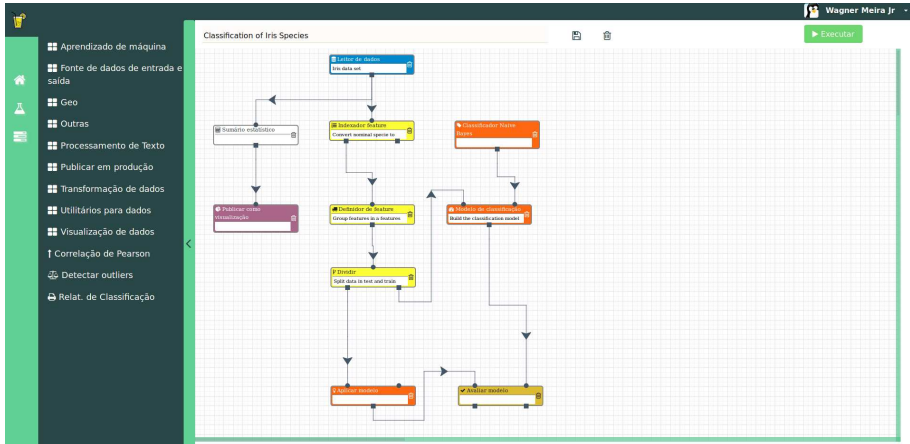 Wagner Meira Jr
Classification of Iris Species
Executar
Aprendizado de máquina
Fonte de dados de entrada e
saída
Geo
Outras
Processamento de Texto
Publicar em produção
Transformação de dados
Utilitários para dados
Visualização de dados
Correlação de Pearson
Detectar outliers
Relat. de Classificação
Leitor de dados
Iris data set
Sumário estatístico
Indexador feature
Convert nominal specie to
Classificador Naive
Bayes
Publicar como
visualização
Definidor de feature
Group features in a features
Modelo de classificação
Build the classification model
Dividir
Split data in test and train
Aplicar modelo
Avaliar modelo